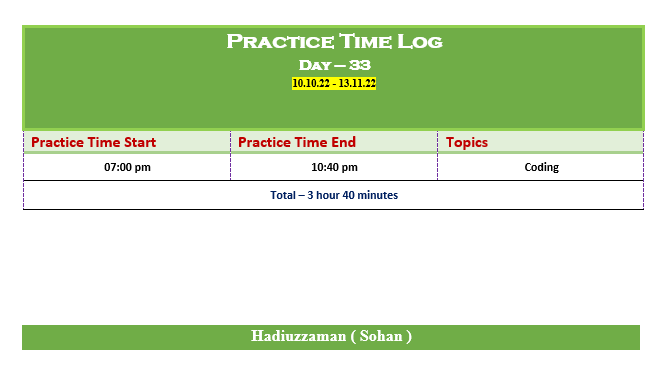 Practice Time Log
Day – 33
10.10.22 - 13.11.22
Practice Time Start Practice Time End Topics
07:00 pm 10:40 pm Coding
Total – 3 hour 40 minutes
Hadiuzzaman ( Sohan )